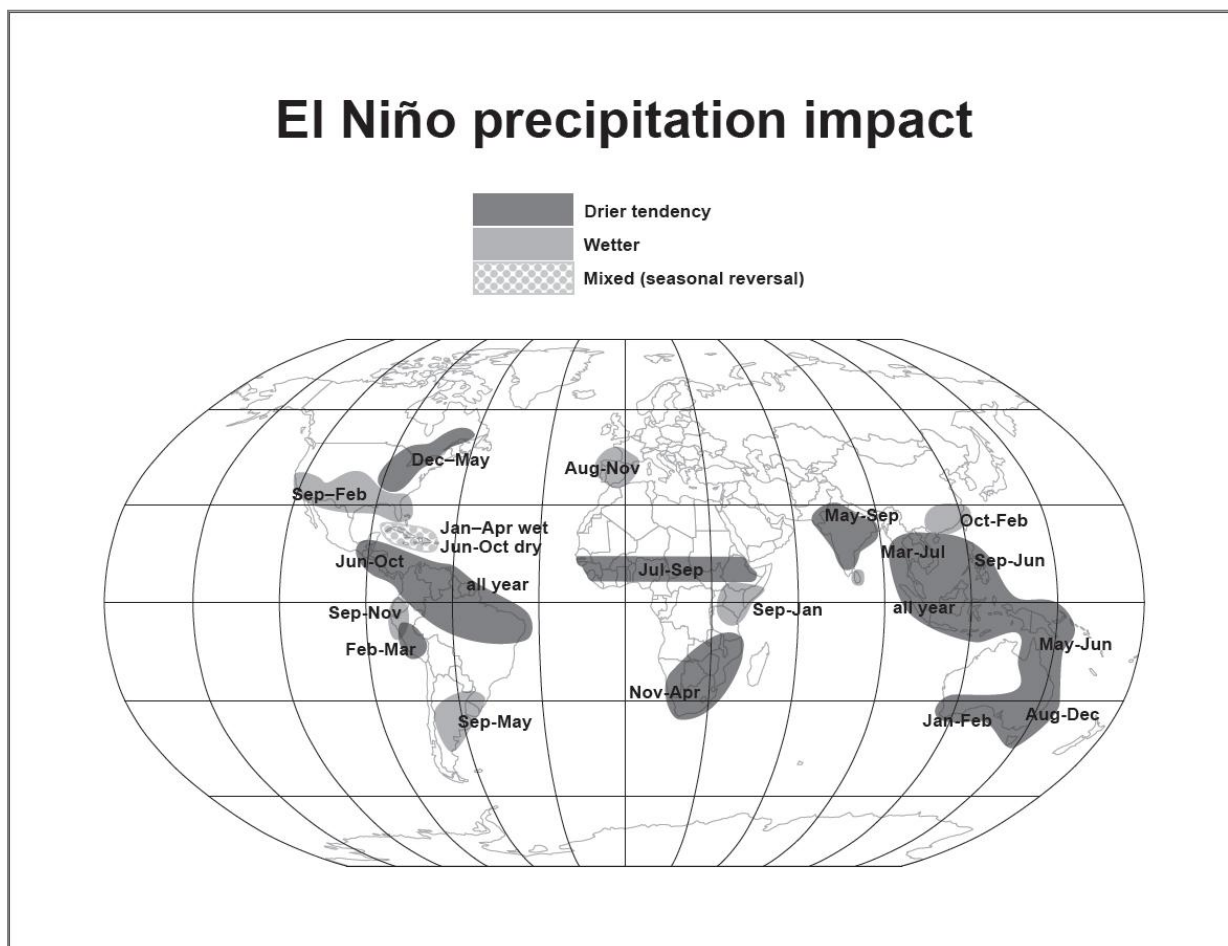 El Niño precipitation impact
Drier tendency
Wetter
Mixed (seasonal reversal)
Dec–May
Aug-Nov
Sep–Feb
May-Sep
Oct-Feb
Jan–Apr wet
Jun-Oct dry
Mar-Jul
Jun-Oct
Sep-Jun
Jul-Sep
all year
Sep-Nov
Sep-Jan
all year
Feb-Mar
May-Jun
Nov-Apr
Jan-Feb
Aug-Dec
Sep-May